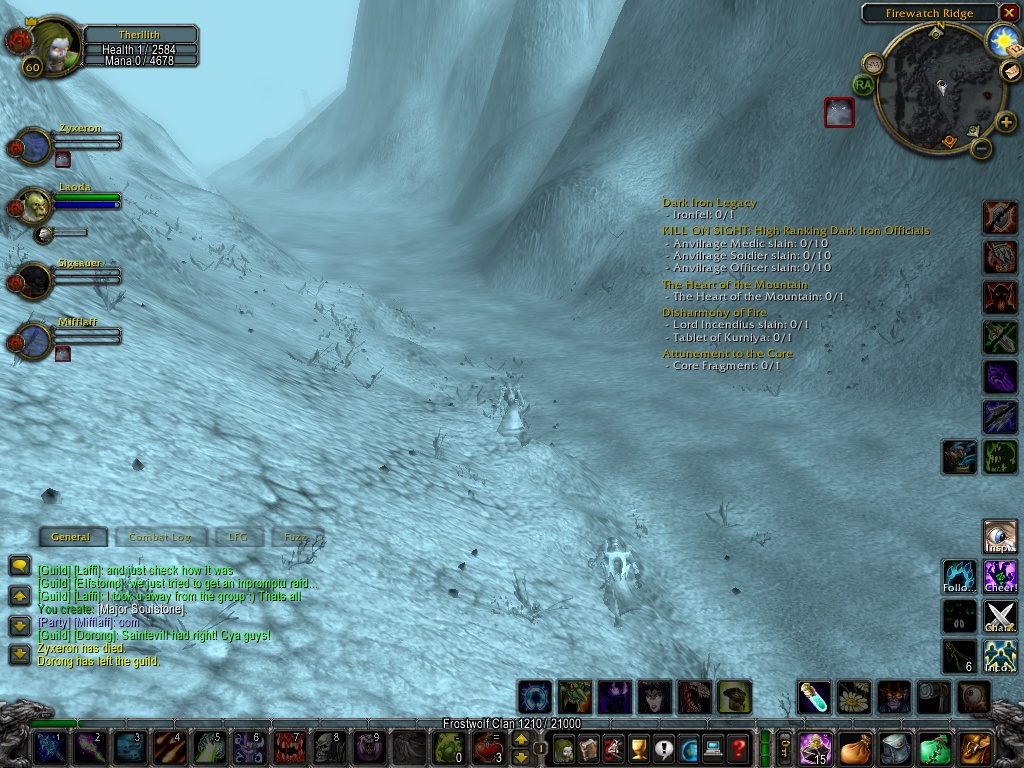 Firewatch Ridge
Therilith
Health 1 / 2584
Mana 0 / 4678
60
N
RA
Zyxeron
Laoda
Sigsauer
Mifflaff
Dark Iron Legacy
- Ironfel: 0/1
KILL ON SIGHT: High Ranking Dark Iron Officials
- Anvilrage Medic slain: 0/10
- Anvilrage Soldier slain: 0/10
- Anvilrage Officer slain: 0/10
The Heart of the Mountain
- The Heart of the Mountain: 0/1
Disharmony of Fire
- Lord Incendius slain: 0/1
- Tablet of Kurniya: 0/1
Attunement to the Core
- Core Fragment: 0/1
General Combat Log LFG Fuzz
[Guild] [Laffi]: and just check how it was
[Guild] [Elfstomp]: we just tried to get an inpromptu raid...
[Guild] [Laffi]: I took u away from the group :) Thats all
You create: [Major Soulstone].
[Party] [Mifflaff]: com
[Guild] [Dorong]: Saintevill had right! Cya guys!
Zyxeron has died.
Dorong has left the guild.
Insp...
Follo... Cheer!
Char...
6 Inco...
Frostwolf Clan 1210 / 21000
1 2 3 4 5 6 7 8 9 0 = 3 1 15